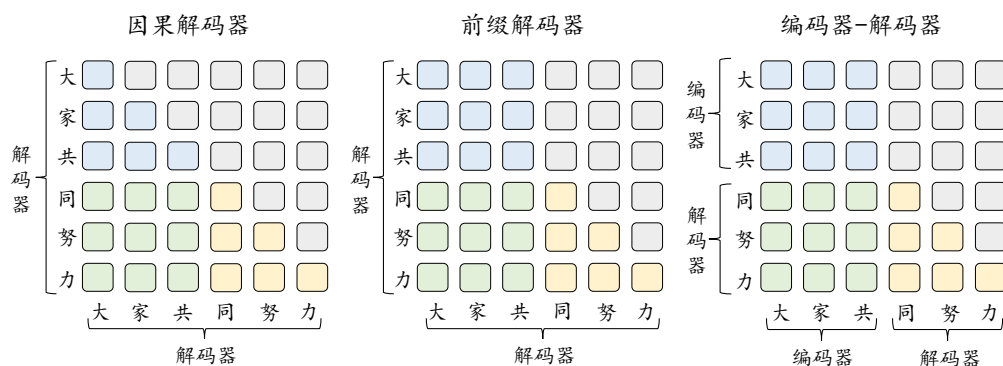 因果解码器
前缀解码器
编码器-解码器
解码器
大
家
共
同
努
力
大 家 共 同 努 力
解码器
解码器
大
家
共
同
努
力
大 家 共 同 努 力
解码器
编码器
解码器
大
家
共
同
努
力
大 家 共 同 努 力
编码器 解码器